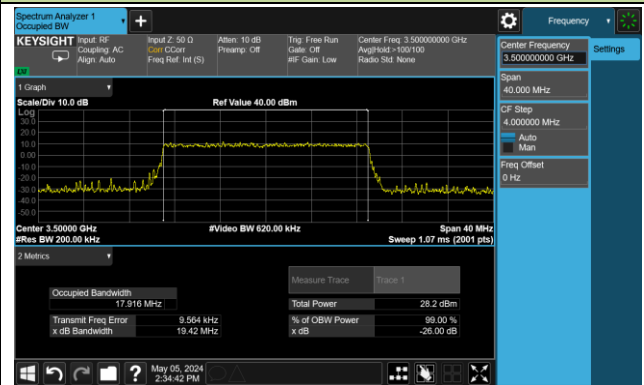 Spectrum Analyzer 1
Occupied BW
Frequency
KEYSIGHT
Input: RF
Coupling: AC
Align: Auto
Input Z: 50 Ω
Corr CCorr
Freq Ref: Int (S)
Atten: 10 dB
Preamp: Off
Trig: Free Run
Gate: Off
#IF Gain: Low
Center Freq: 3.500000000 GHz
Avg|Hold:>100/100
Radio Std: None
Center Frequency
3.500000000 GHz
Settings
Span
40.000 MHz
CF Step
4.000000 MHz
Auto
Man
Freq Offset
0 Hz
1 Graph
Scale/Div 10.0 dB
Ref Value 40.00 dBm
Log
30.0
20.0
10.0
0.00
-10.0
-20.0
-30.0
-40.0
-50.0
Center 3.50000 GHz
#Video BW 620.00 kHz
Span 40 MHz
#Res BW 200.00 kHz
Sweep 1.07 ms (2001 pts)
2 Metrics
Measure Trace
Trace 1
Occupied Bandwidth
17.916 MHz
Total Power
28.2 dBm
Transmit Freq Error
9.564 kHz
% of OBW Power
99.00 %
x dB Bandwidth
19.42 MHz
x dB
-26.00 dB
?
May 05, 2024
2:34:42 PM